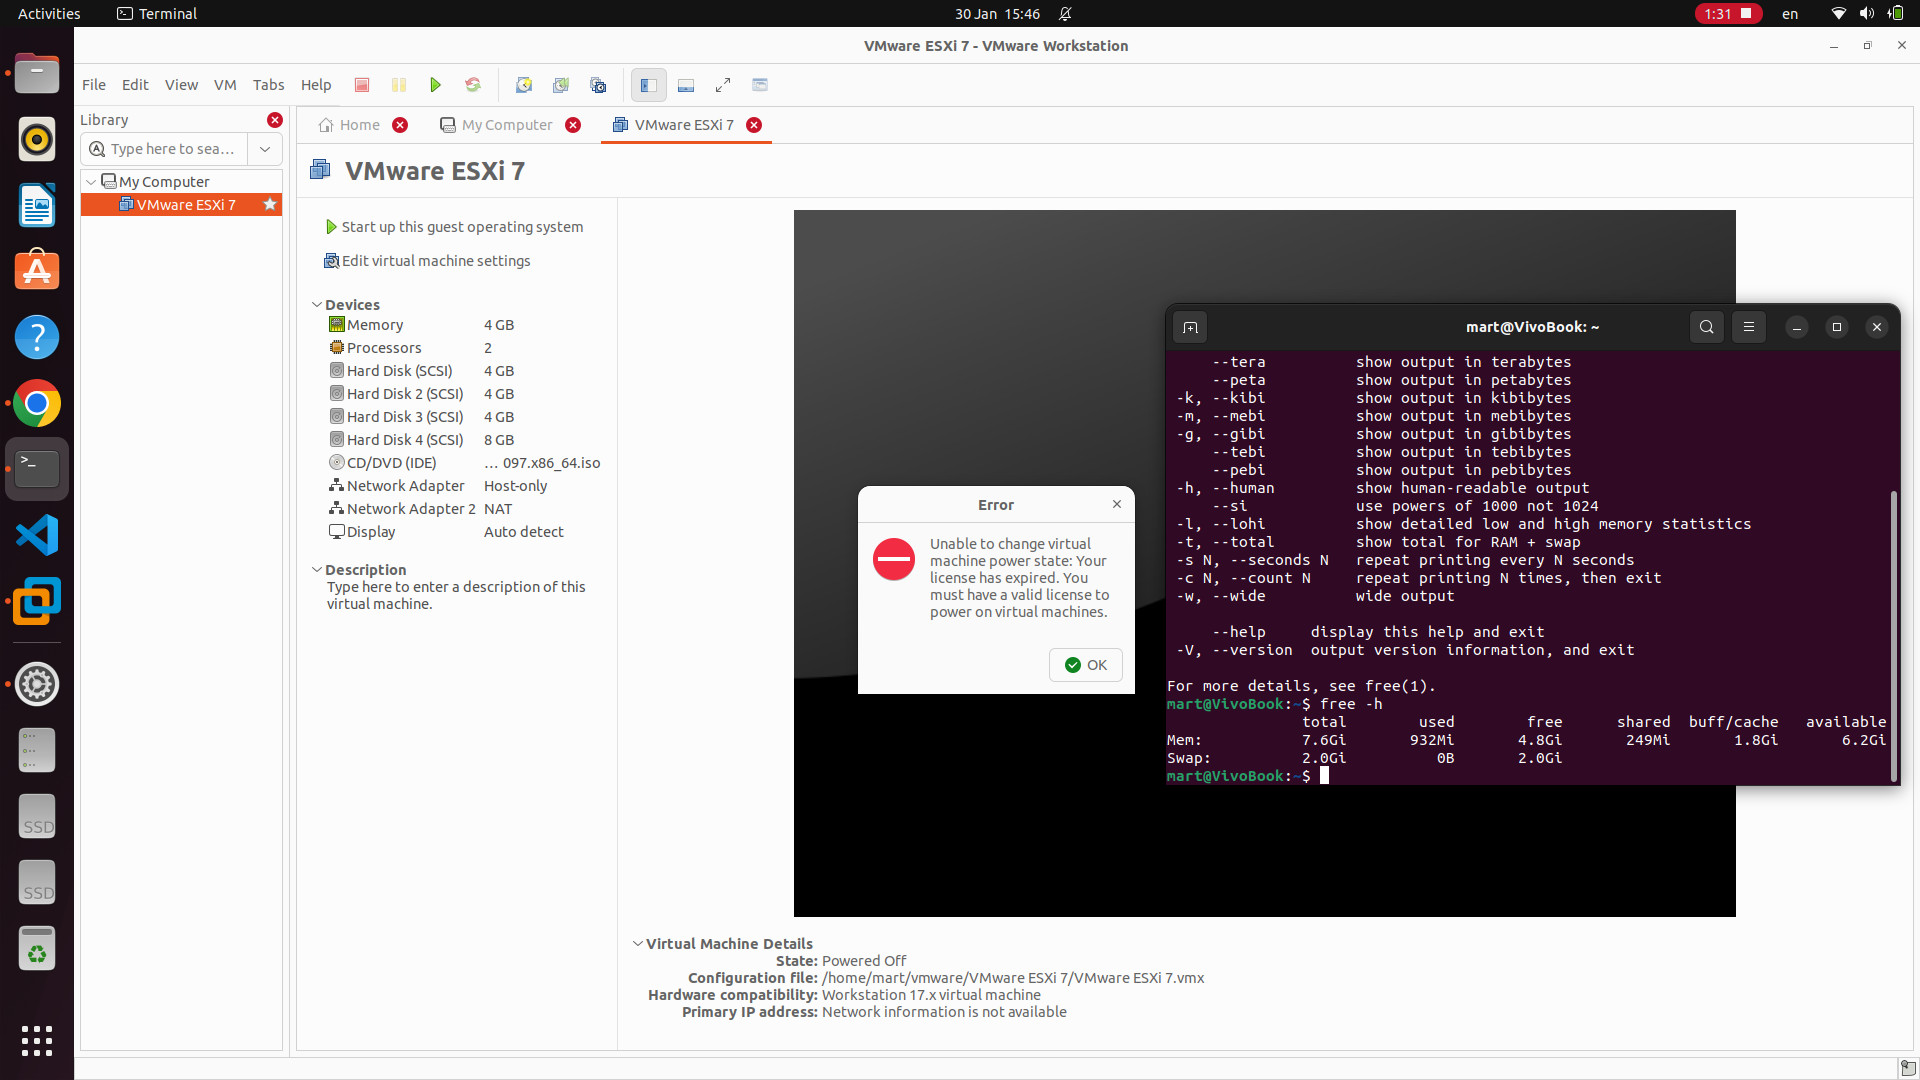 Activities
Terminal
30 Jan 15:46
1:31
en
VMware ESXi 7 - VMware Workstation
File Edit View VM Tabs Help
Library
Type here to sea...
My Computer
VMware ESXi 7
Home
My Computer
VMware ESXi 7
VMware ESXi 7
Start up this guest operating system
Edit virtual machine settings
Devices
Memory 4 GB
Processors 2
Hard Disk (SCSI) 4 GB
Hard Disk 2 (SCSI) 4 GB
Hard Disk 3 (SCSI) 4 GB
Hard Disk 4 (SCSI) 8 GB
CD/DVD (IDE) ... 097.x86_64.iso
Network Adapter Host-only
Network Adapter 2 NAT
Display Auto detect
Description
Type here to enter a description of this
virtual machine.
Error
Unable to change virtual
machine power state: Your
license has expired. You
must have a valid license to
power on virtual machines.
OK
mart@VivoBook: ~
--tera show output in terabytes
--peta show output in petabytes
-k, --kibi show output in kibibytes
-m, --mebi show output in mebibytes
-g, --gibi show output in gibibytes
--tebi show output in tebibytes
--pebi show output in pebibytes
-h, --human show human-readable output
--si use powers of 1000 not 1024
-l, --lohi show detailed low and high memory statistics
-t, --total show total for RAM + swap
-s N, --seconds N repeat printing every N seconds
-c N, --count N repeat printing N times, then exit
-w, --wide wide output
--help display this help and exit
-V, --version output version information, and exit
For more details, see free(1).
mart@VivoBook:~$ free -h
total used free shared buff/cache available
Mem: 7.6Gi 932Mi 4.8Gi 249Mi 1.8Gi 6.2Gi
Swap: 2.0Gi 0B 2.0Gi
mart@VivoBook:~$
Virtual Machine Details
State: Powered Off
Configuration file: /home/mart/vmware/VMware ESXi 7/VMware ESXi 7.vmx
Hardware compatibility: Workstation 17.x virtual machine
Primary IP address: Network information is not available
SSD
SSD